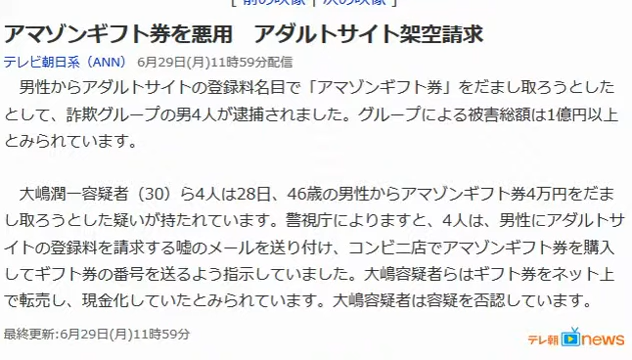 [ 前の映像 | 次の映像 ]
アマゾンギフト券を悪用　アダルトサイト架空請求
テレビ朝日系（ANN） 6月29日(月)11時59分配信
男性からアダルトサイトの登録料名目で「アマゾンギフト券」をだまし取ろうとした
として、詐欺グループの男4人が逮捕されました。グループによる被害総額は1億円以上
とみられています。
大嶋潤一容疑者（30）ら4人は28日、46歳の男性からアマゾンギフト券4万円をだま
し取ろうとした疑いが持たれています。警視庁によりますと、4人は、男性にアダルトサ
イトの登録料を請求する嘘のメールを送り付け、コンビニ店でアマゾンギフト券を購入
してギフト券の番号を送るよう指示していました。大嶋容疑者らはギフト券をネット上
で転売し、現金化していたとみられています。大嶋容疑者は容疑を否認しています。
最終更新:6月29日(月)11時59分
テレ朝news